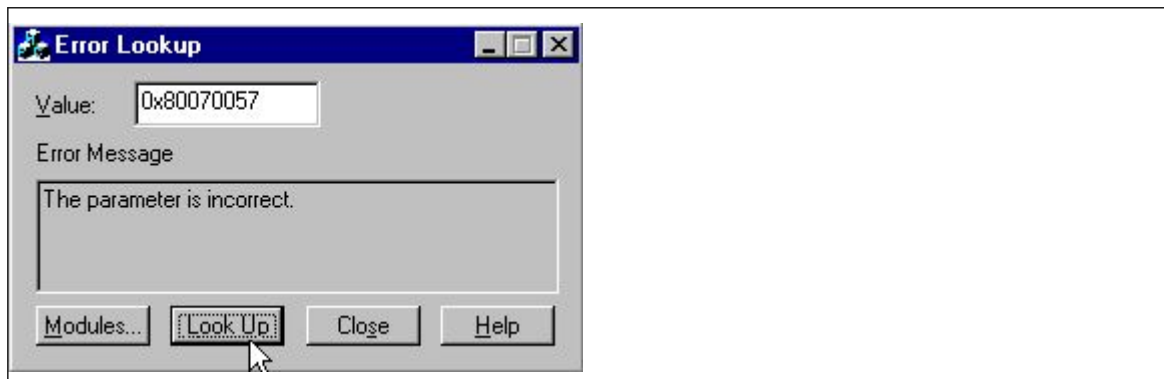 Error Lookup
Value: 0x80070057
Error Message
The parameter is incorrect.
Modules... Look Up Close Help